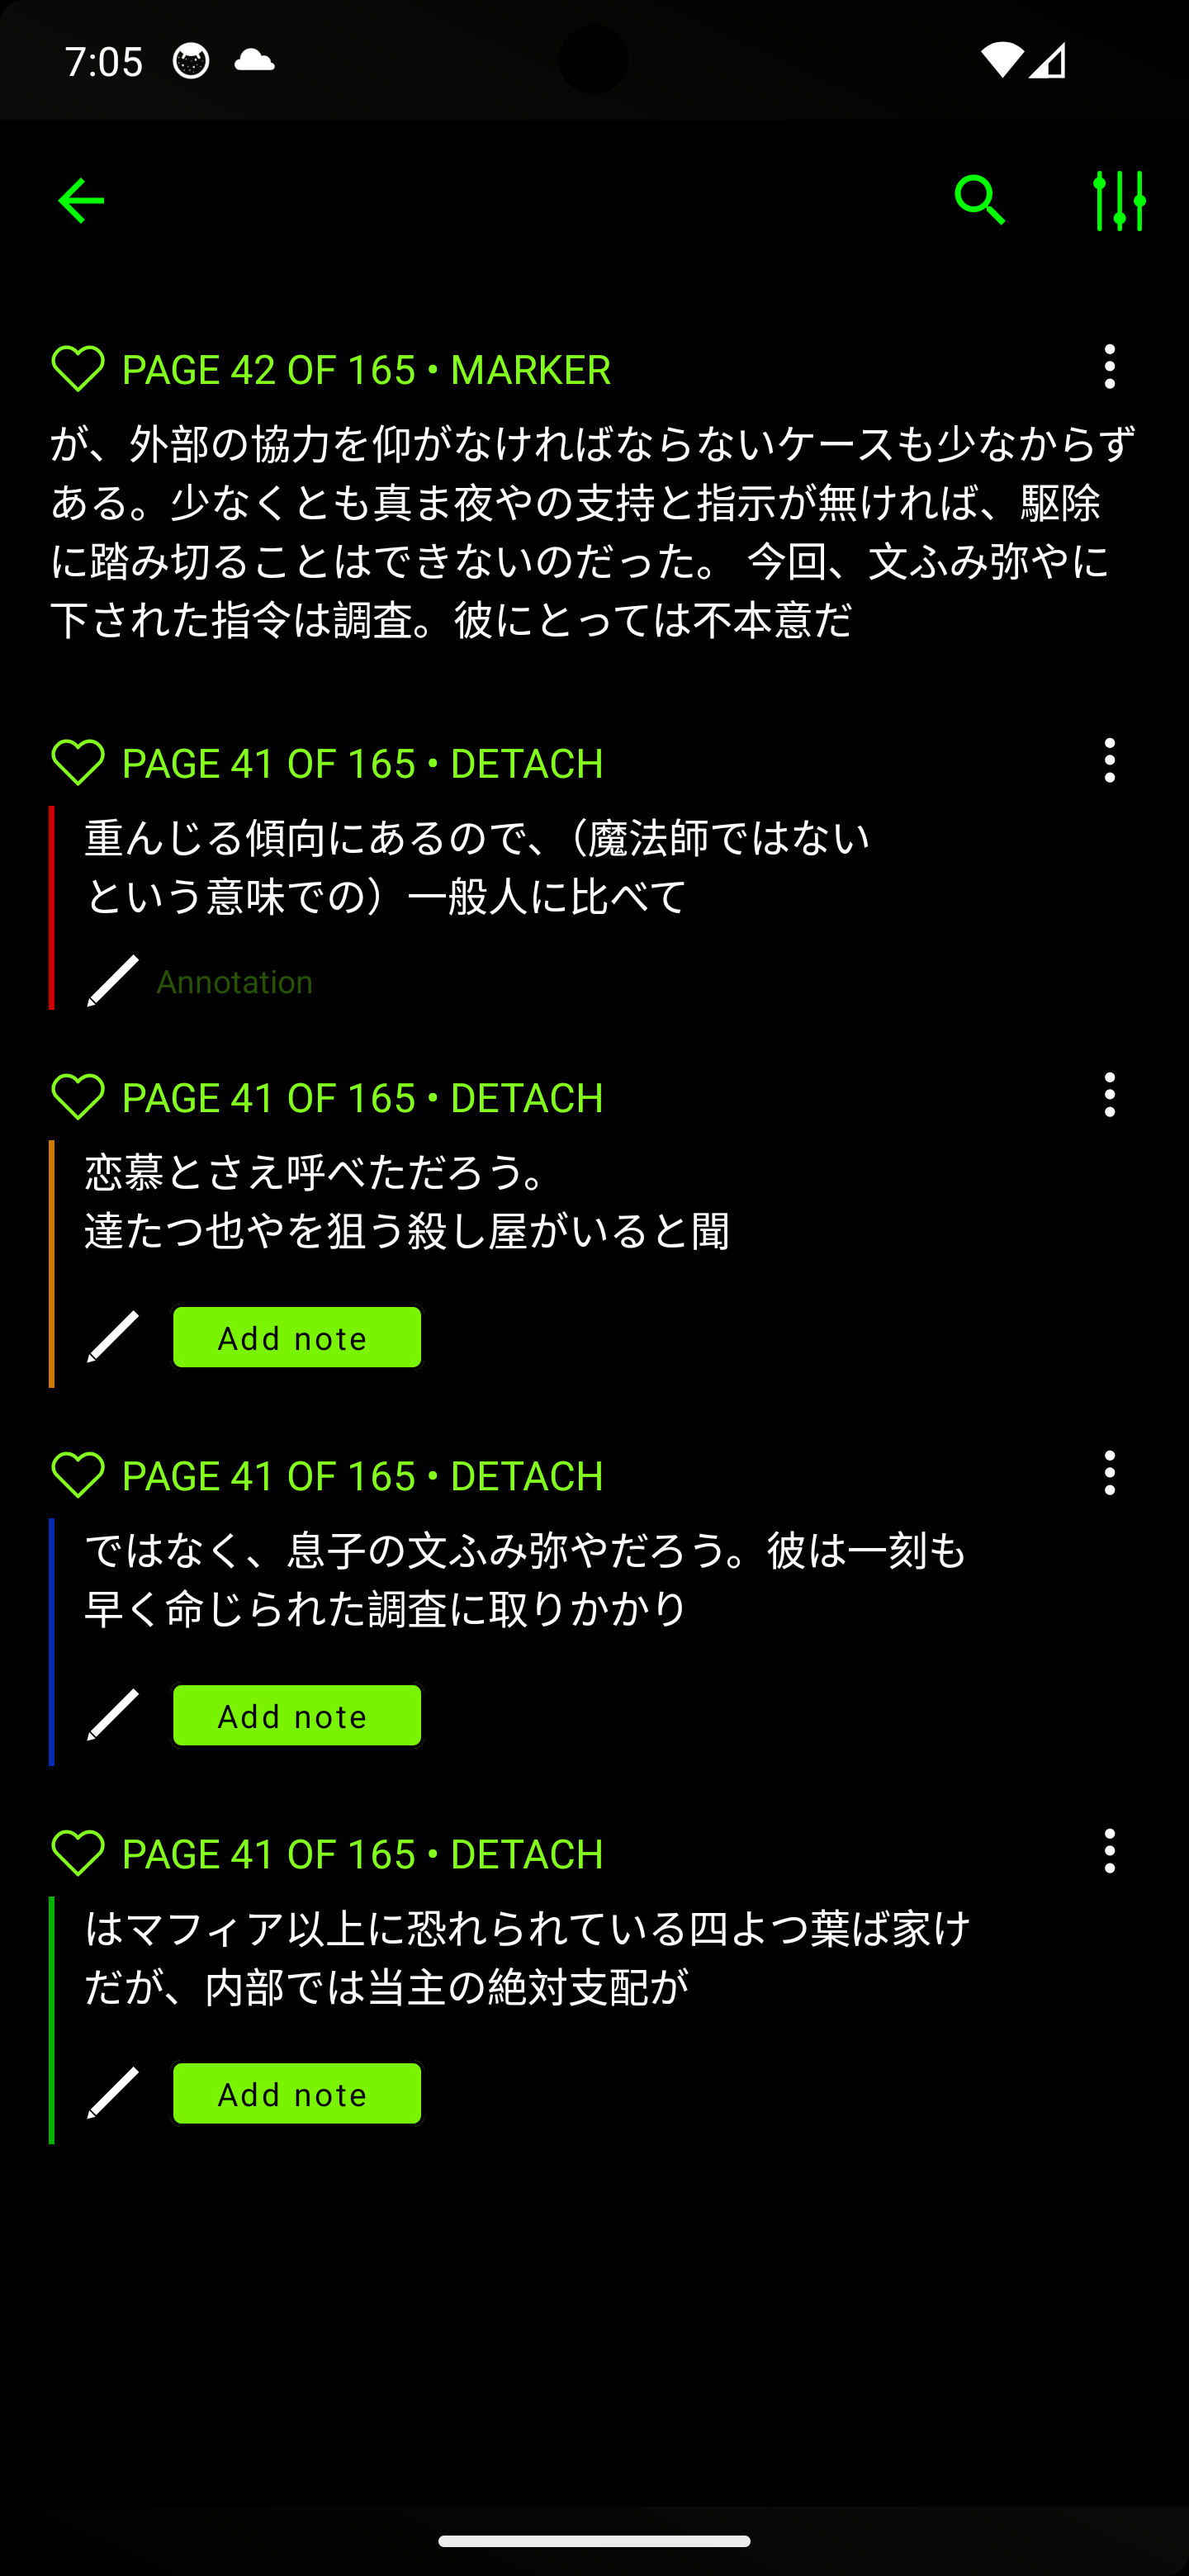 7:05
PAGE 42 OF 165 • MARKER
が、外部の協力を仰がなければならないケースも少なからず
ある。少なくとも真ま夜やの支持と指示が無ければ、駆除
に踏み切ることはできないのだった。 今回、文ふみ弥やに
下された指令は調査。彼にとっては不本意だ
PAGE 41 OF 165 • DETACH
重んじる傾向にあるので、（魔法師ではない
という意味での）一般人に比べて
Annotation
PAGE 41 OF 165 • DETACH
恋慕とさえ呼べただろう。
達たつ也やを狙う殺し屋がいると聞
Add note
PAGE 41 OF 165 • DETACH
ではなく、息子の文ふみ弥やだろう。彼は一刻も
早く命じられた調査に取りかかり
Add note
PAGE 41 OF 165 • DETACH
はマフィア以上に恐れられている四よつ葉ば家け
だが、内部では当主の絶対支配が
Add note